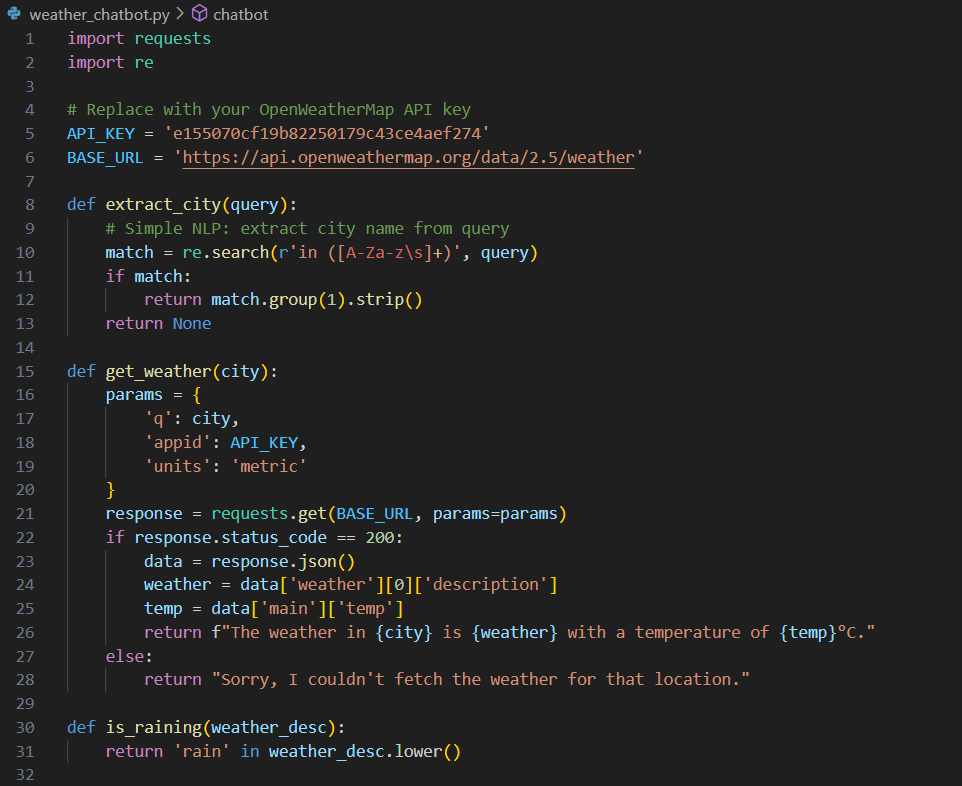 weather_chatbot.py > chatbot
1 import requests
2 import re
3
4 # Replace with your OpenWeatherMap API key
5 API_KEY = 'e155070cf19b82250179c43ce4aef274'
6 BASE_URL = 'https://api.openweathermap.org/data/2.5/weather'
7
8 def extract_city(query):
9     # Simple NLP: extract city name from query
10     match = re.search(r'in ([A-Za-z\s]+)', query)
11     if match:
12         return match.group(1).strip()
13     return None
14
15 def get_weather(city):
16     params = {
17         'q': city,
18         'appid': API_KEY,
19         'units': 'metric'
20     }
21     response = requests.get(BASE_URL, params=params)
22     if response.status_code == 200:
23         data = response.json()
24         weather = data['weather'][0]['description']
25         temp = data['main']['temp']
26         return f"The weather in {city} is {weather} with a temperature of {temp}°C."
27     else:
28         return "Sorry, I couldn't fetch the weather for that location."
29
30 def is_raining(weather_desc):
31     return 'rain' in weather_desc.lower()
32